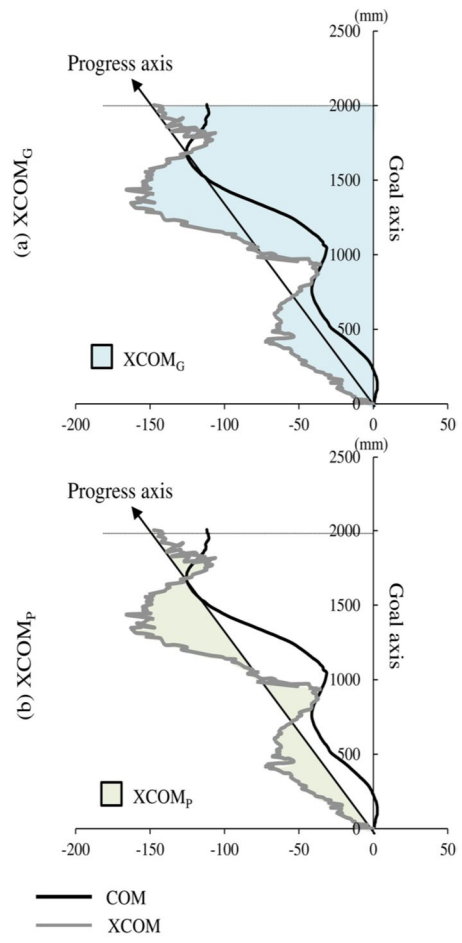 (mm)
2500
Progress axis
2000
(a) XCOMG
1500
Goal axis
1000
500
XCOMG
0
-200 -150 -100 -50 0 50
(mm)
2500
Progress axis
2000
(b) XCOMP
1500
Goal axis
1000
500
XCOMP
0
-200 -150 -100 -50 0 50
COM
XCOM